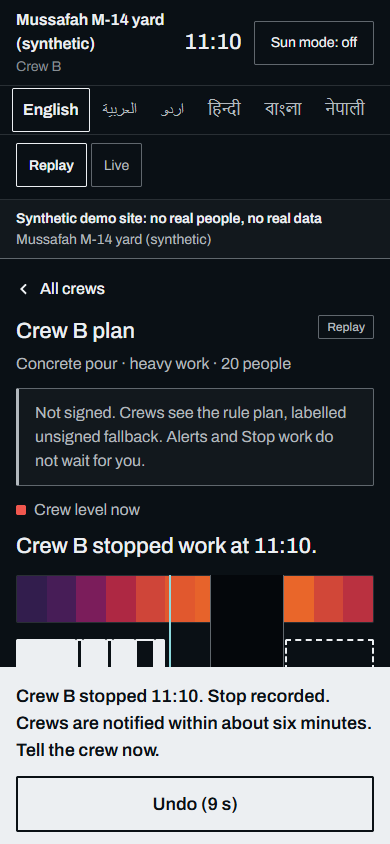 Mussafah M-14 yard
(synthetic)
Crew B
11:10
Sun mode: off
English
العربية
اردو
हिन्दी
বাংলা
नेपाली
Replay
Live
Synthetic demo site: no real people, no real data
Mussafah M-14 yard (synthetic)
All crews
Crew B plan
Replay
Concrete pour · heavy work · 20 people
Not signed. Crews see the rule plan, labelled
unsigned fallback. Alerts and Stop work do
not wait for you.
Crew level now
Crew B stopped work at 11:10.
Crew B stopped 11:10. Stop recorded.
Crews are notified within about six minutes.
Tell the crew now.
Undo (9 s)